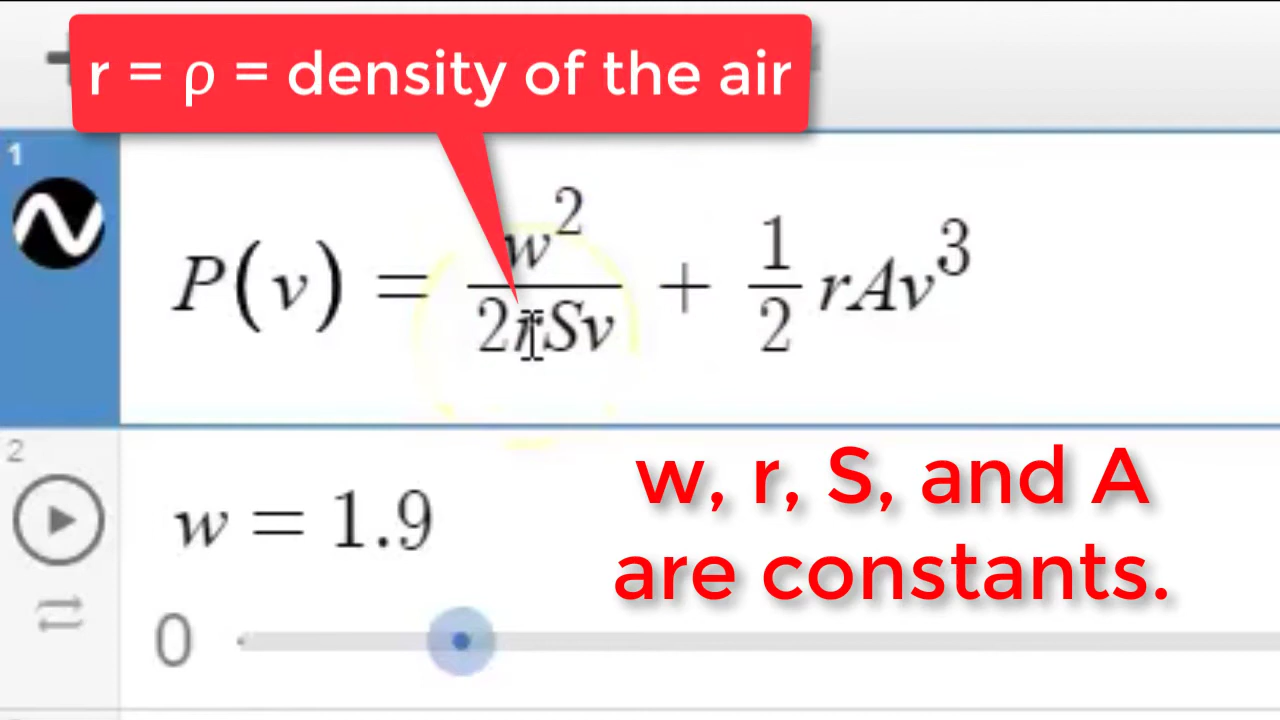 r = ρ = density of the air
1
P(v) = w^2/(2rSv) + 1/2 rAv^3
2
w = 1.9
w, r, S, and A
are constants.
0